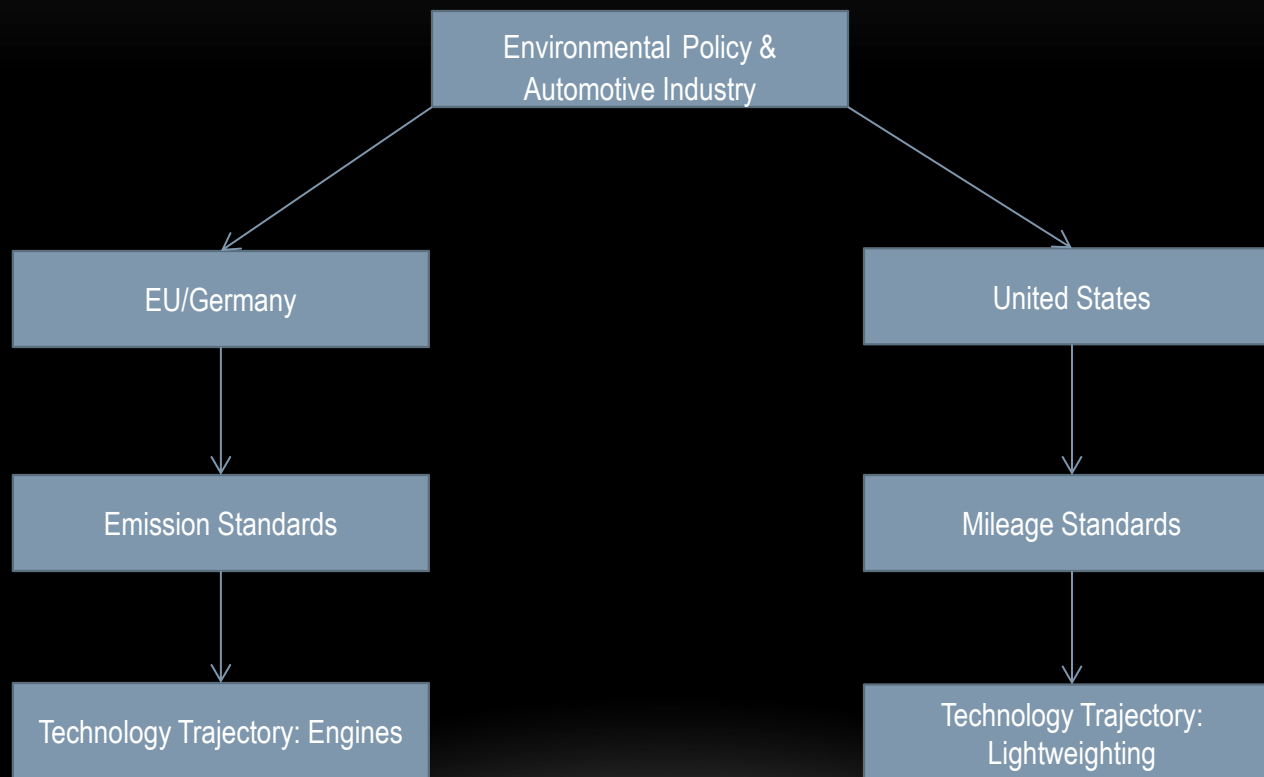 Environmental Policy &
Automotive Industry
EU/Germany
United States
Emission Standards
Mileage Standards
Technology Trajectory: Engines
Technology Trajectory:
Lightweighting